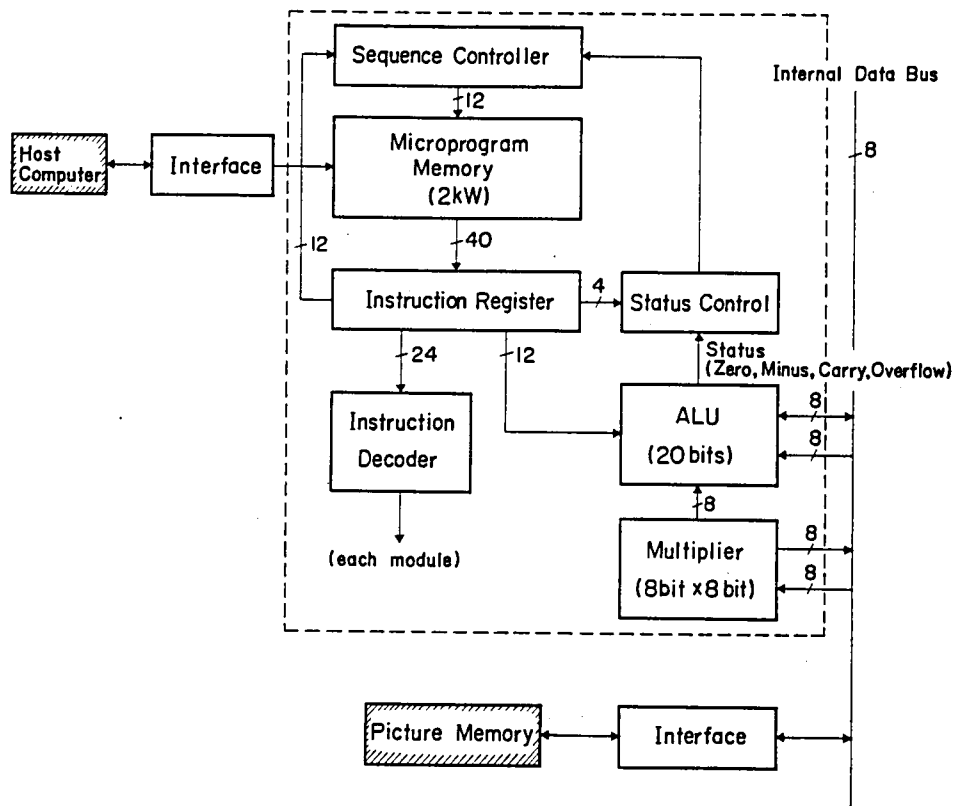 Sequence Controller
Internal Data Bus
12
8
Host
Computer
Interface
Microprogram
Memory
(2kW)
12
40
Instruction Register
4
Status Control
24
12
Status
(Zero, Minus, Carry, Overflow)
Instruction
Decoder
ALU
(20 bits)
8
8
8
(each module)
Multiplier
(8bit x 8 bit)
8
8
Picture Memory
Interface